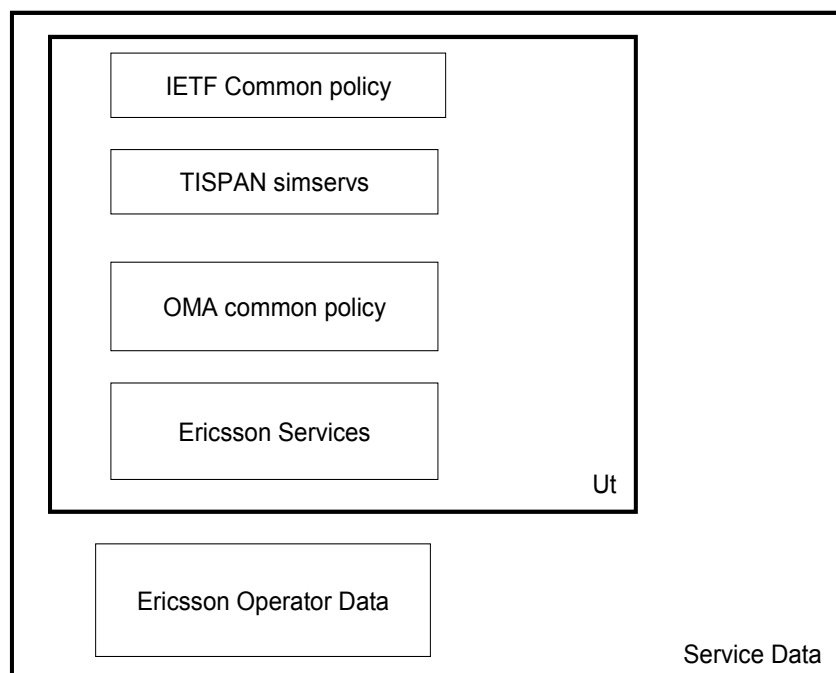 IETF Common policy
TISPAN simservs
OMA common policy
Ericsson Services
Ut
Ericsson Operator Data
Service Data